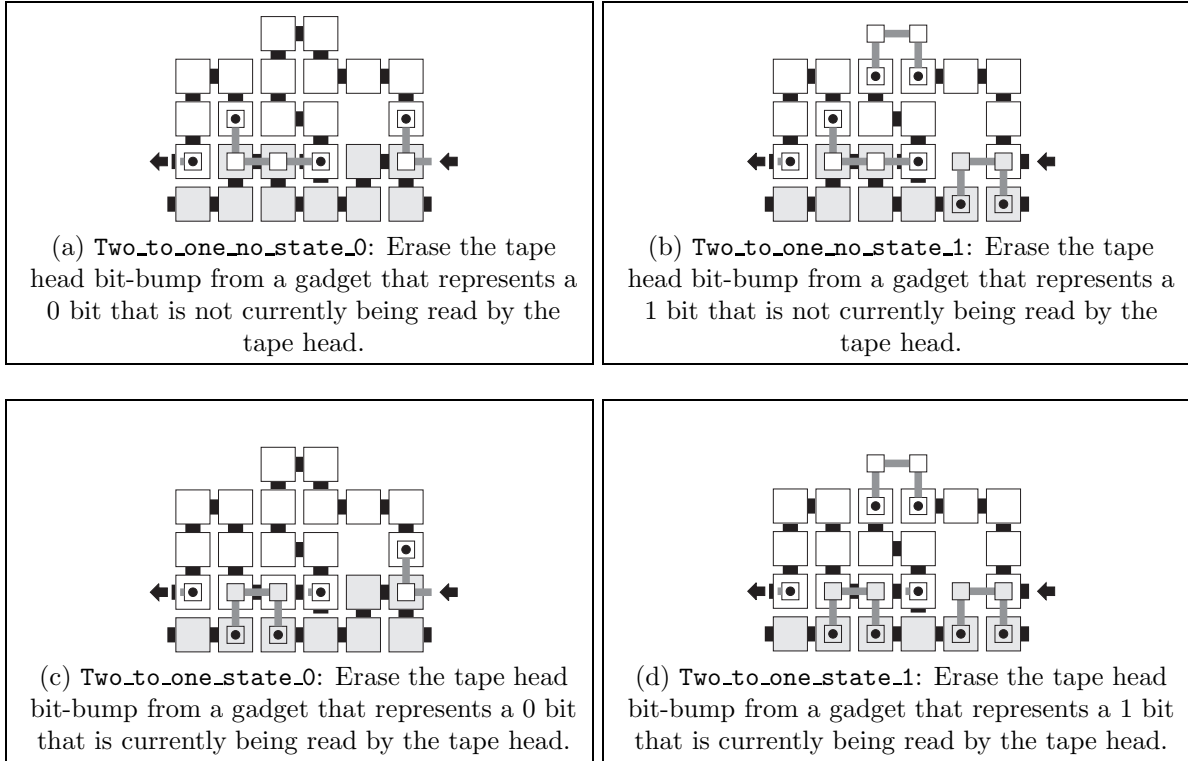 (a) Two_to_one_no_state_0: Erase the tape
head bit-bump from a gadget that represents a
0 bit that is not currently being read by the
tape head.
(b) Two_to_one_no_state_1: Erase the tape
head bit-bump from a gadget that represents a
1 bit that is not currently being read by the
tape head.
(c) Two_to_one_state_0: Erase the tape head
bit-bump from a gadget that represents a 0 bit
that is currently being read by the tape head.
(d) Two_to_one_state_1: Erase the tape head
bit-bump from a gadget that represents a 1 bit
that is currently being read by the tape head.